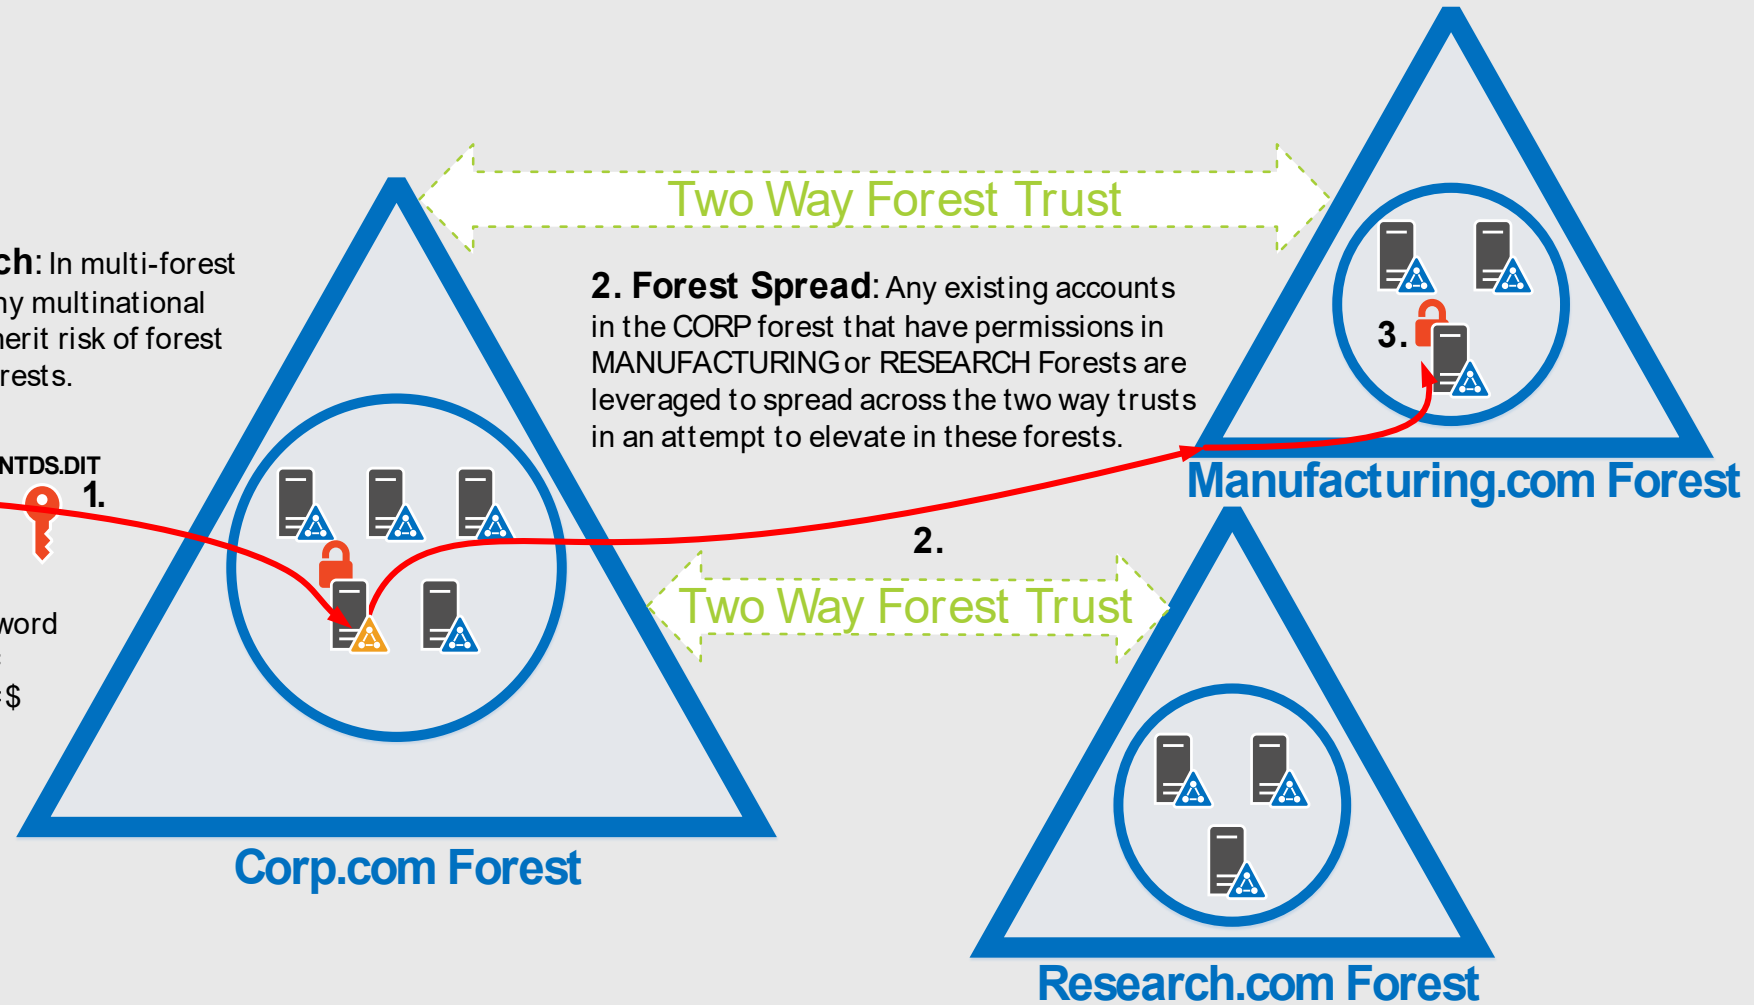 Two Way Forest Trust
ch: In multi-forest
ny multinational
nherit risk of forest
rests.
2. Forest Spread: Any existing accounts
in the CORP forest that have permissions in
MANUFACTURING or RESEARCH Forests are
leveraged to spread across the two way trusts
in an attempt to elevate in these forests.
3.
NTDS.DIT
1.
Manufacturing.com Forest
2.
Two Way Forest Trust
word
$
Corp.com Forest
Research.com Forest